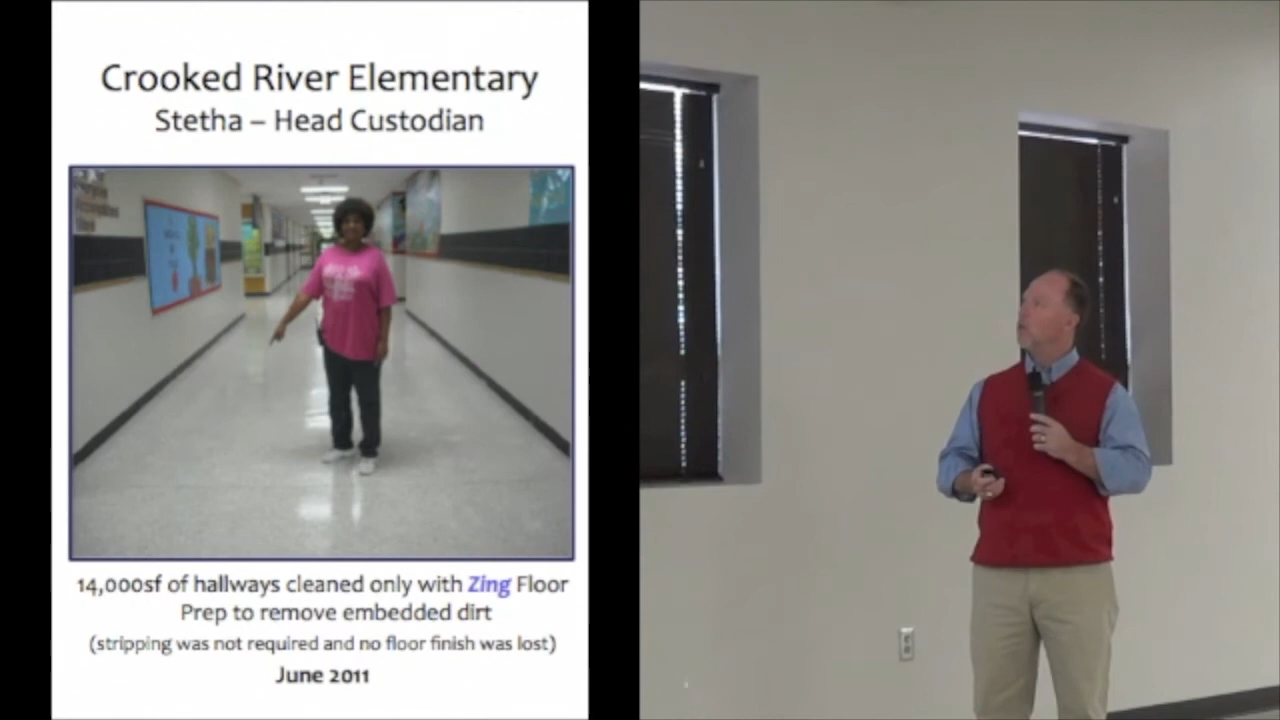 Crooked River Elementary
Stetha – Head Custodian
14,000sf of hallways cleaned only with Zing Floor
Prep to remove embedded dirt
(stripping was not required and no floor finish was lost)
June 2011